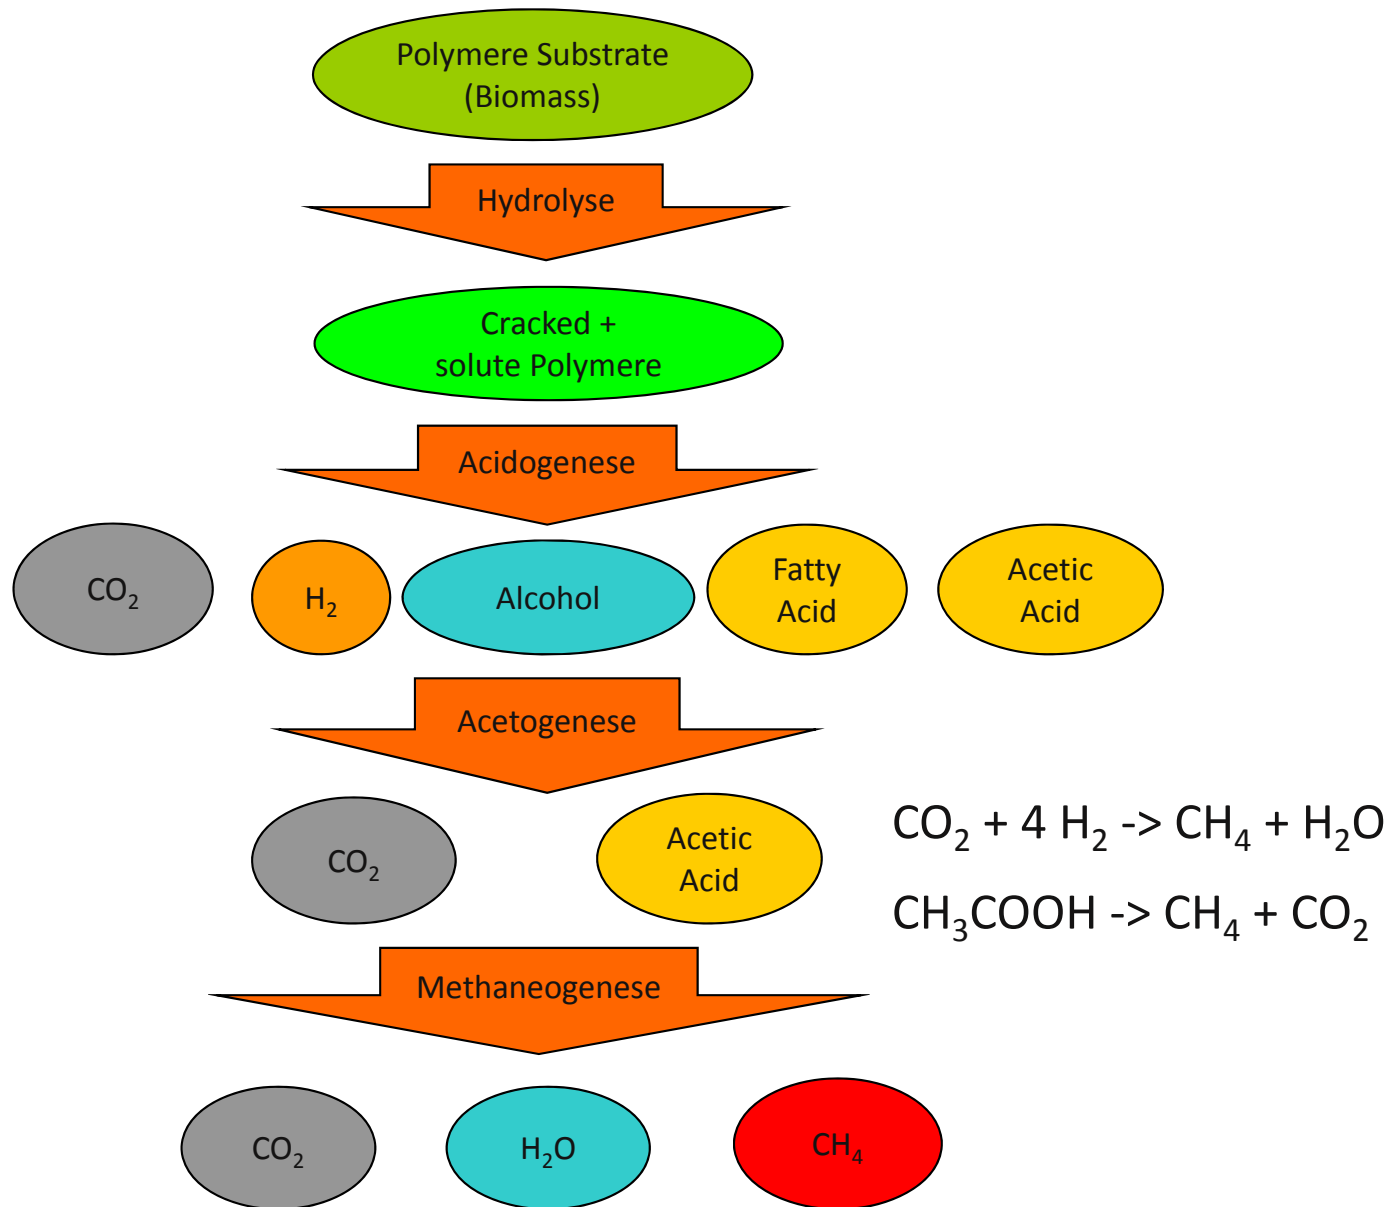 Polymere Substrate
(Biomass)
Hydrolyse
Cracked +
solute Polymere
Acidogenese
CO₂
H₂
Alcohol
Fatty
Acid
Acetic
Acid
Acetogenese
CO₂
Acetic
Acid
CO₂ + 4 H₂ -> CH₄ + H₂O
CH₃COOH -> CH₄ + CO₂
Methaneogenese
CO₂
H₂O
CH₄